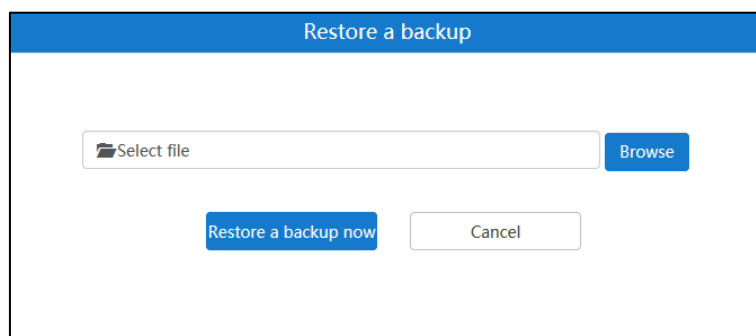 Restore a backup
Select file
Browse
Restore a backup now
Cancel